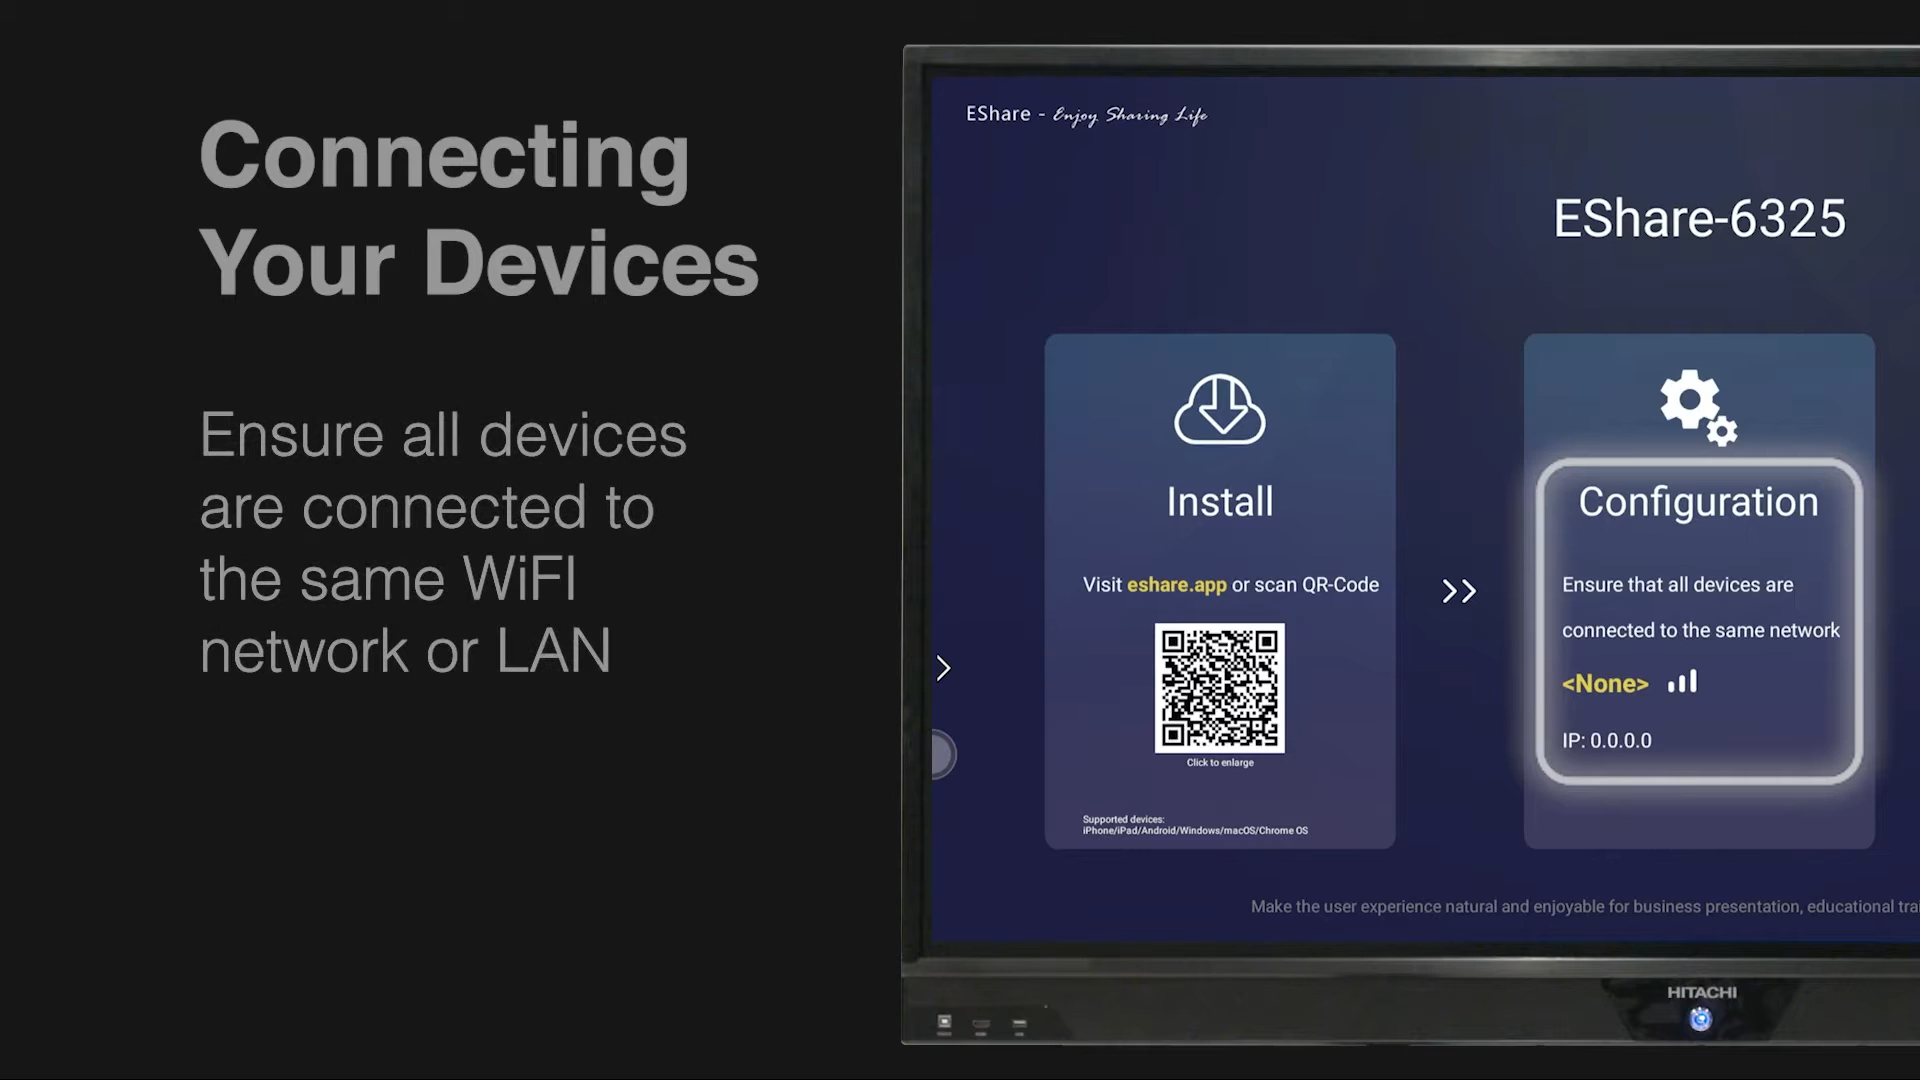 Connecting
Your Devices
Ensure all devices
are connected to
the same WiFI
network or LAN
EShare - Enjoy Sharing Life
EShare-6325
Install
Visit eshare.app or scan QR-Code
Click to enlarge
Supported devices:
iPhone/iPad/Android/Windows/macOS/Chrome OS
Configuration
Ensure that all devices are
connected to the same network
<None>
IP: 0.0.0.0
Make the user experience natural and enjoyable for business presentation, educational
HITACHI